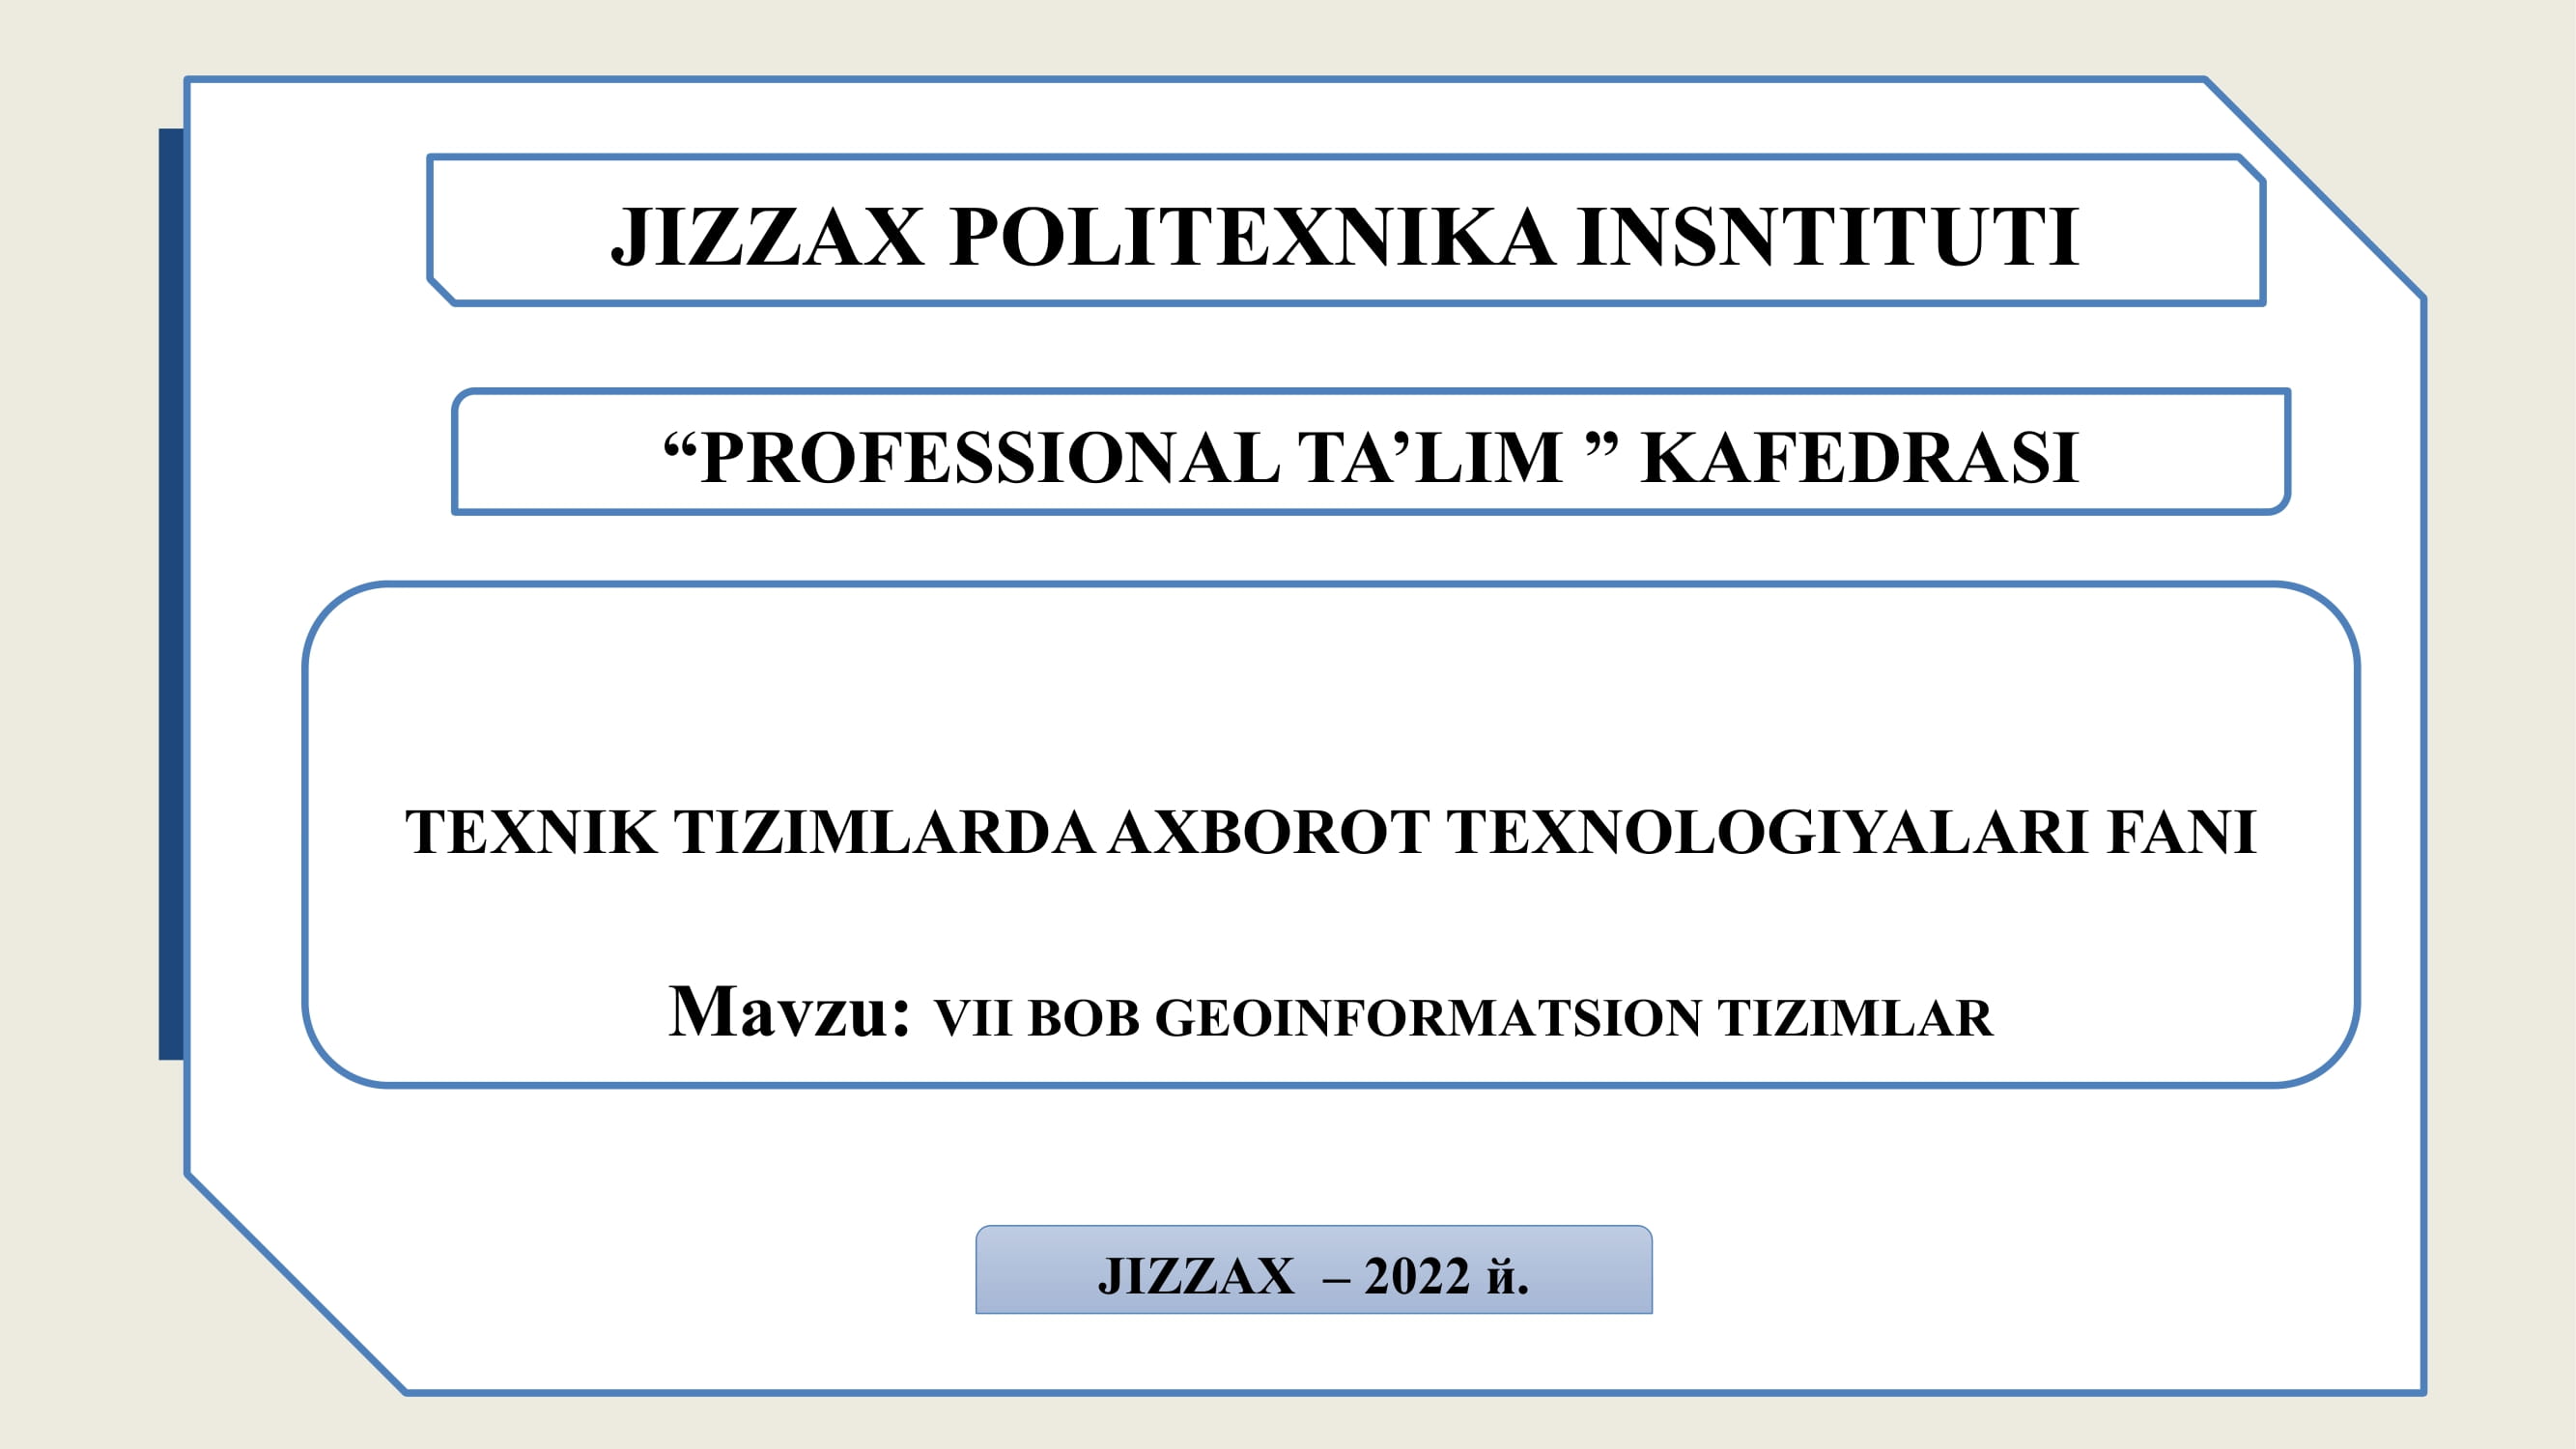 JIZZAX POLITEXNIKA INSNTITUTI
“PROFESSIONAL TA’LIM ” KAFEDRASI
TEXNIK TIZIMLARDA AXBOROT TEXNOLOGIYALARI FANI
Mavzu: VII BOB GEOINFORMATSION TIZIMLAR
JIZZAX – 2022 й.